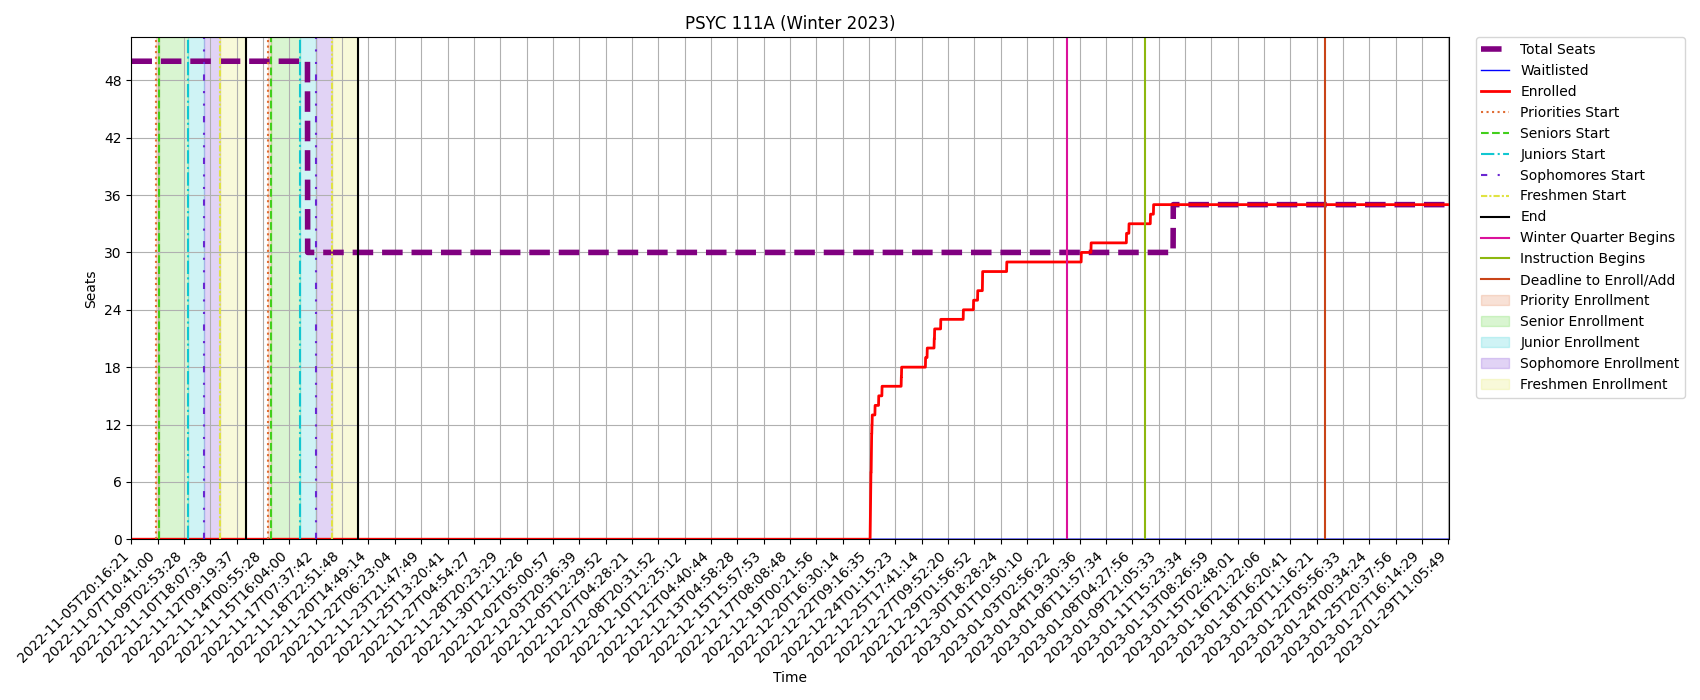 PSYC 111A (Winter 2023)
Seats
48
42
36
30
24
18
12
6
0
2022-11-05T20:16:21
2022-11-07T10:41:00
2022-11-09T02:53:28
2022-11-10T18:07:38
2022-11-12T09:19:37
2022-11-14T00:55:28
2022-11-15T16:04:00
2022-11-17T07:37:42
2022-11-18T22:51:48
2022-11-20T14:49:14
2022-11-22T06:23:04
2022-11-23T21:47:49
2022-11-25T13:20:41
2022-11-27T04:54:27
2022-11-28T20:23:29
2022-11-30T12:12:26
2022-12-02T05:00:57
2022-12-03T20:36:39
2022-12-05T12:29:52
2022-12-07T04:28:21
2022-12-08T20:31:52
2022-12-10T12:25:12
2022-12-12T04:40:44
2022-12-13T04:58:28
2022-12-15T15:57:53
2022-12-17T08:08:48
2022-12-19T00:21:56
2022-12-20T16:30:14
2022-12-22T09:16:35
2022-12-24T01:15:23
2022-12-25T17:41:14
2022-12-27T09:52:20
2022-12-29T01:56:52
2022-12-30T18:28:24
2023-01-01T10:50:10
2023-01-03T02:56:22
2023-01-04T19:30:36
2023-01-06T11:57:34
2023-01-08T04:27:56
2023-01-09T21:05:33
2023-01-11T15:23:34
2023-01-13T08:26:59
2023-01-15T02:48:01
2023-01-16T21:22:06
2023-01-18T16:20:41
2023-01-20T11:16:21
2023-01-22T05:56:33
2023-01-24T00:34:24
2023-01-25T20:37:56
2023-01-27T16:14:29
2023-01-29T11:05:49
Time
Total Seats
Waitlisted
Enrolled
Priorities Start
Seniors Start
Juniors Start
Sophomores Start
Freshmen Start
End
Winter Quarter Begins
Instruction Begins
Deadline to Enroll/Add
Priority Enrollment
Senior Enrollment
Junior Enrollment
Sophomore Enrollment
Freshmen Enrollment